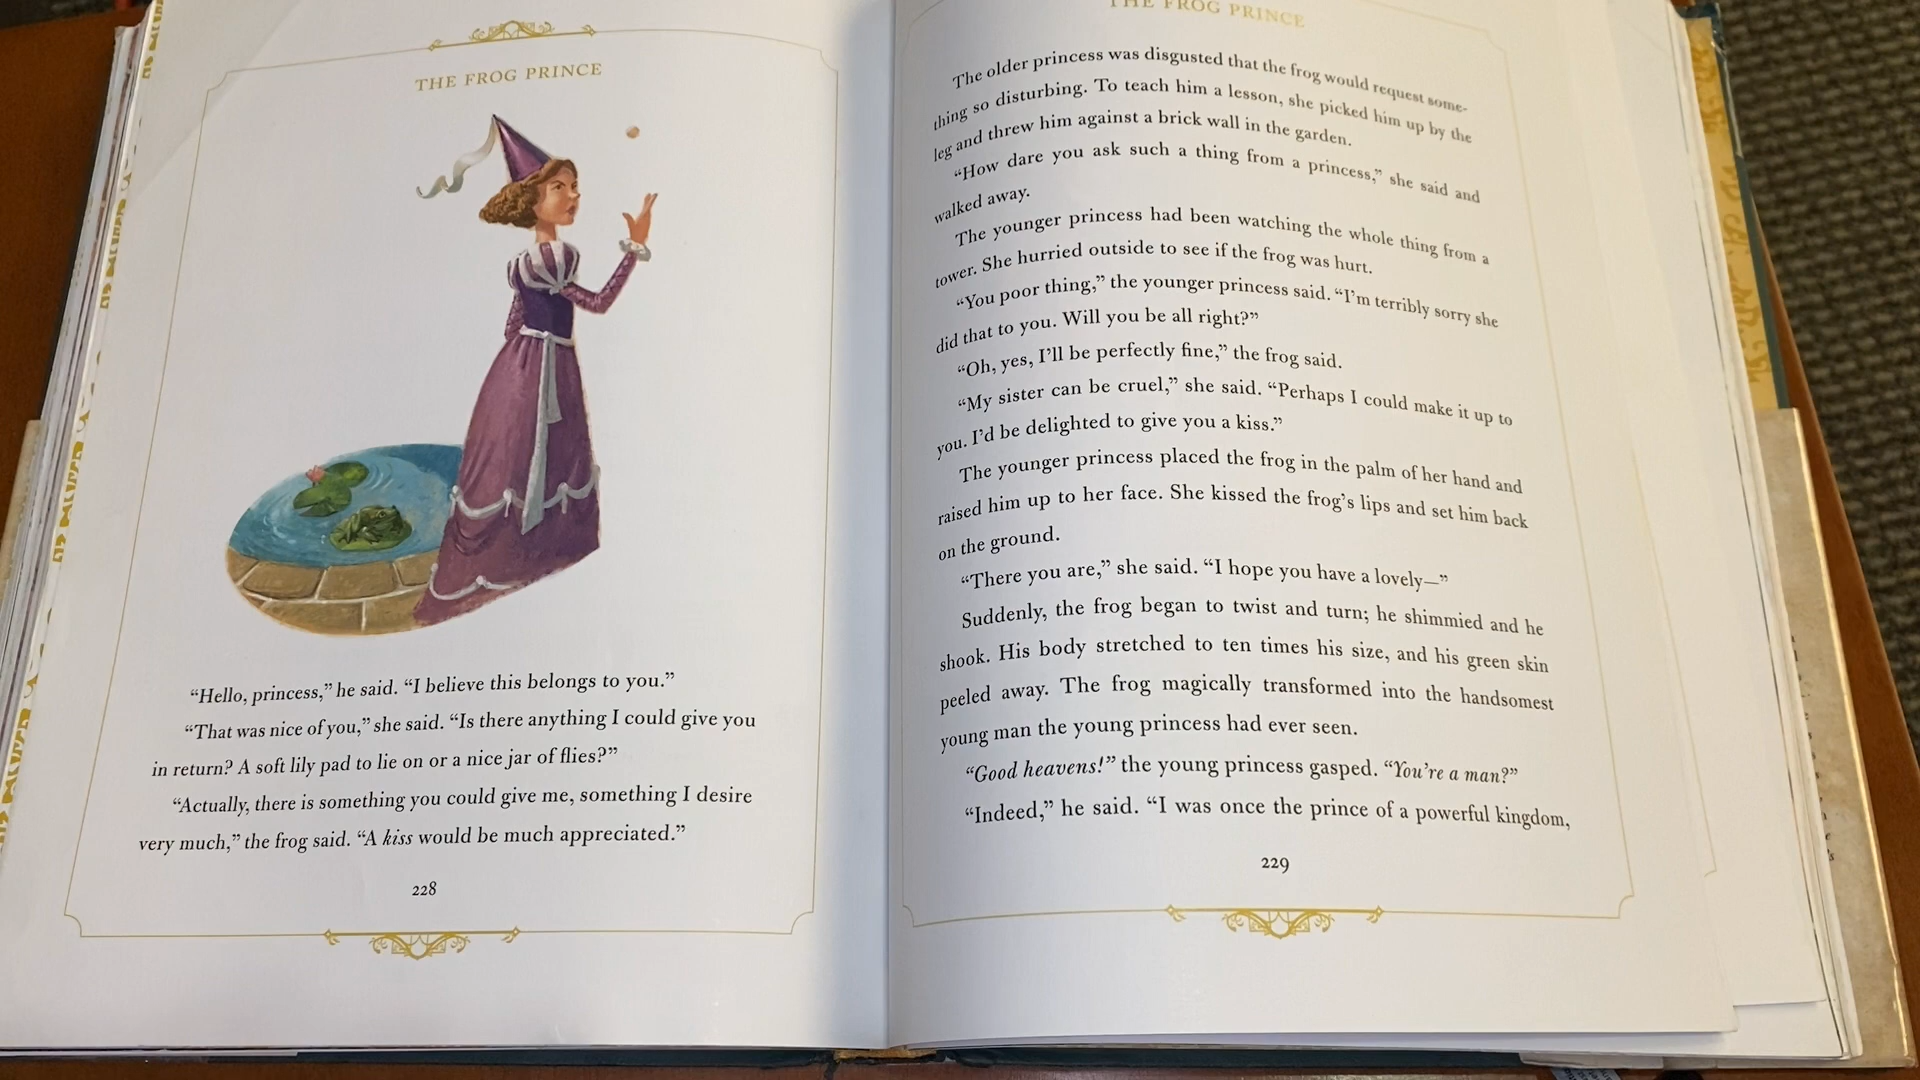 THE FROG PRINCE
“Hello, princess,” he said. “I believe this belongs to you.”
“That was nice of you,” she said. “Is there anything I could give you
in return? A soft lily pad to lie on or a nice jar of flies?”
“Actually, there is something you could give me, something I desire
very much,” the frog said. “A kiss would be much appreciated.”
228
THE FROG PRINCE
The older princess was disgusted that the frog would request some-
thing so disturbing. To teach him a lesson, she picked him up by the
leg and threw him against a brick wall in the garden.
“How dare you ask such a thing from a princess,” she said and
walked away.
The younger princess had been watching the whole thing from a
tower. She hurried outside to see if the frog was hurt.
“You poor thing,” the younger princess said. “I’m terribly sorry she
did that to you. Will you be all right?”
“Oh, yes, I’ll be perfectly fine,” the frog said.
“My sister can be cruel,” she said. “Perhaps I could make it up to
you. I’d be delighted to give you a kiss.”
The younger princess placed the frog in the palm of her hand and
raised him up to her face. She kissed the frog’s lips and set him back
on the ground.
“There you are,” she said. “I hope you have a lovely—”
Suddenly, the frog began to twist and turn; he shimmied and he
shook. His body stretched to ten times his size, and his green skin
peeled away. The frog magically transformed into the handsomest
young man the young princess had ever seen.
“Good heavens!” the young princess gasped. “You’re a man?”
“Indeed,” he said. “I was once the prince of a powerful kingdom,
229